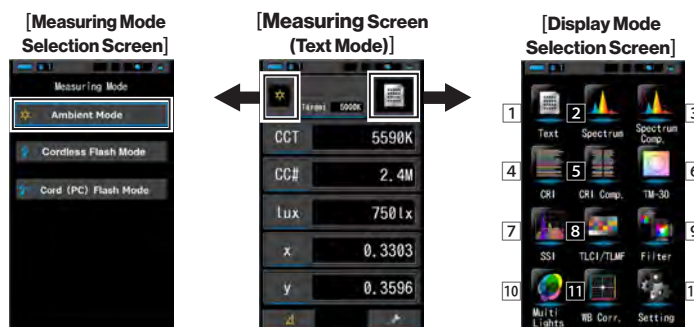 [Measuring Mode
Selection Screen]
Measuring Mode
Ambient Mode
Cordless Flash Mode
Cord (PC) Flash Mode
[Measuring Screen
(Text Mode)]
Target 5000K
CCT 5590K
CC# 2.4M
lux 750lx
x 0.3303
y 0.3596
[Display Mode
Selection Screen]
1 2 3
Text Spectrum Spectrum
Comp.
4 5 6
CRI CRI Comp. TM-30
7 8 9
SSI TLCI/TLMF Filter
10 11 1
Multi
Lights WB Corr. Setting